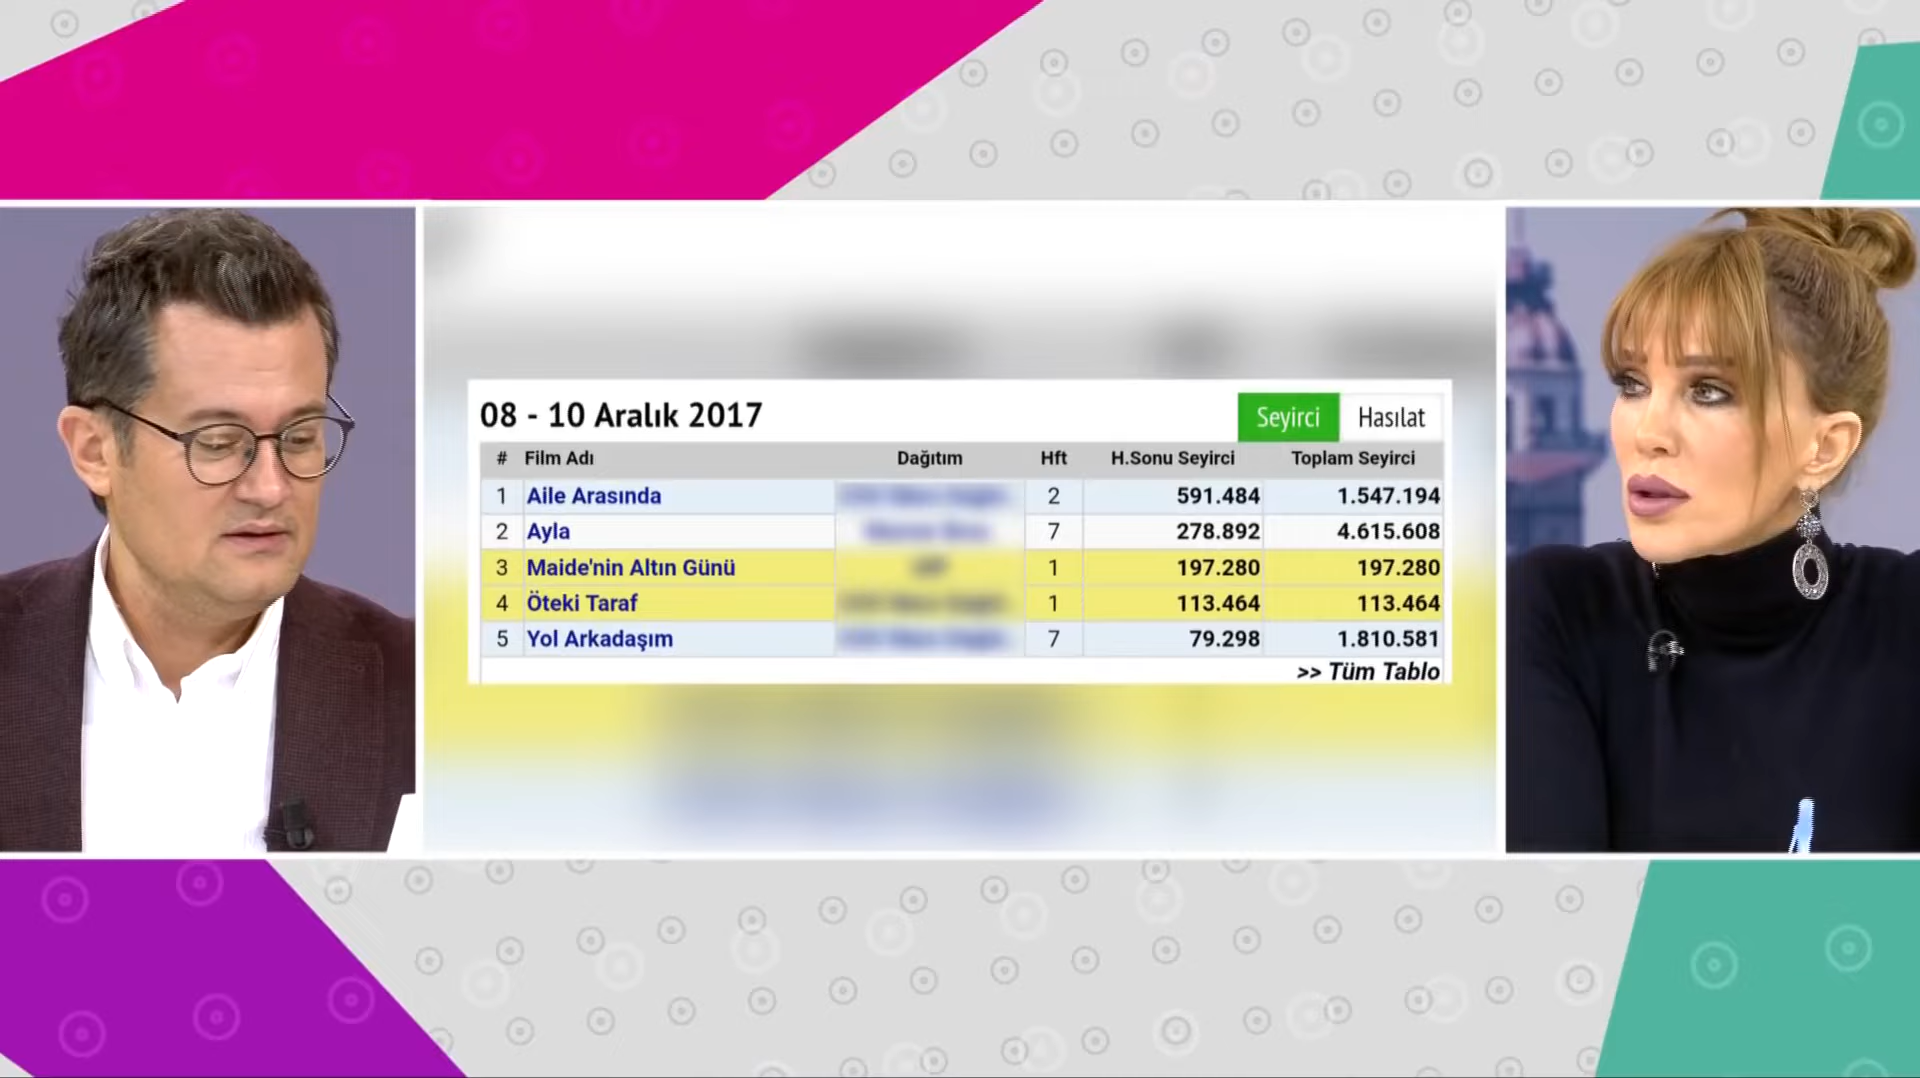 08 - 10 Aralık 2017 Seyirci Hasılat
# Film Adı Dağıtım Hft H.Sonu Seyirci Toplam Seyirci
1 Aile Arasında 2 591.484 1.547.194
2 Ayla 7 278.892 4.615.608
3 Maide'nin Altın Günü 1 197.280 197.280
4 Öteki Taraf 1 113.464 113.464
5 Yol Arkadaşım 7 79.298 1.810.581
>> Tüm Tablo